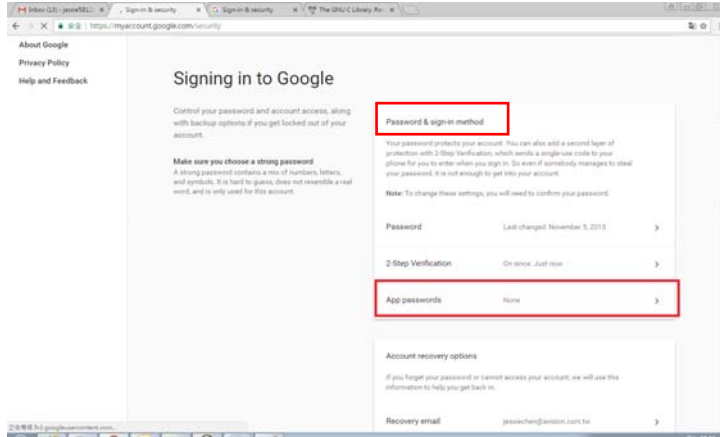 Sign-in & security
Sign-in & security
The GNU C Library
安全 | https://myaccount.google.com/security
About Google
Privacy Policy
Help and Feedback
Signing in to Google
Control your password and account access, along
with backup options if you get locked out of your
account.
Make sure you choose a strong password
A strong password contains a mix of numbers, letters,
and symbols. It is hard to guess, does not resemble a real
word, and is only used for this account.
Password & sign-in method
Your password protects your account. You can also add a second layer of
protection with 2-Step Verification, which sends a single-use code to your
phone for you to enter when you sign in. So even if somebody manages to steal
your password, it is not enough to get into your account.
Note: To change these settings, you will need to confirm your password.
Password Last changed: November 5, 2013
2-Step Verification On since: Just now
App passwords None
Account recovery options
If you forget your password or cannot access your account, we will use this
information to help you get back in.
Recovery email jessiechen@avision.com.tw